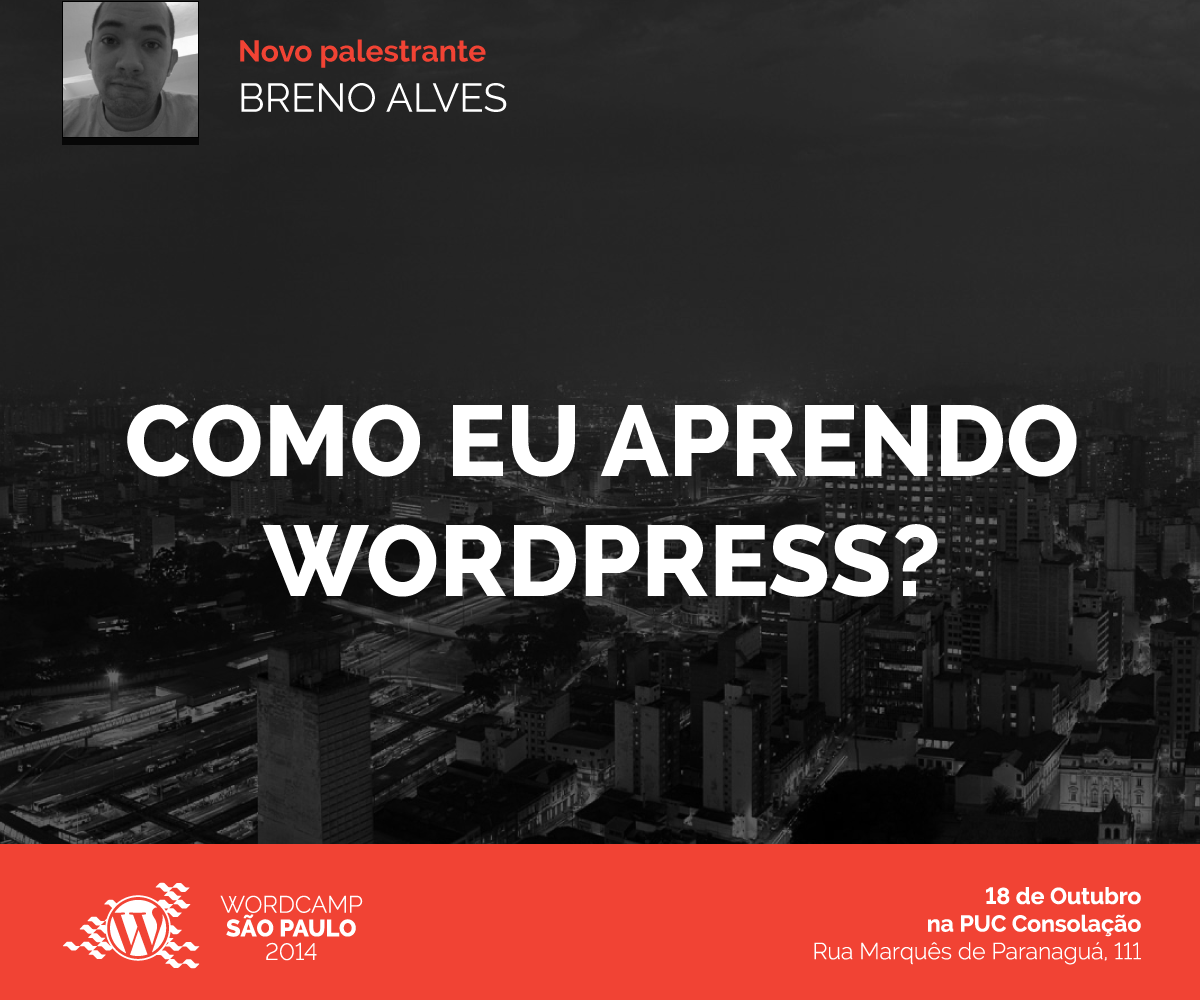 Novo palestrante
BRENO ALVES
COMO EU APRENDO
WORDPRESS?
WORDCAMP
SÃO PAULO
2014
18 de Outubro
na PUC Consolação
Rua Marquês de Paranaguá, 111